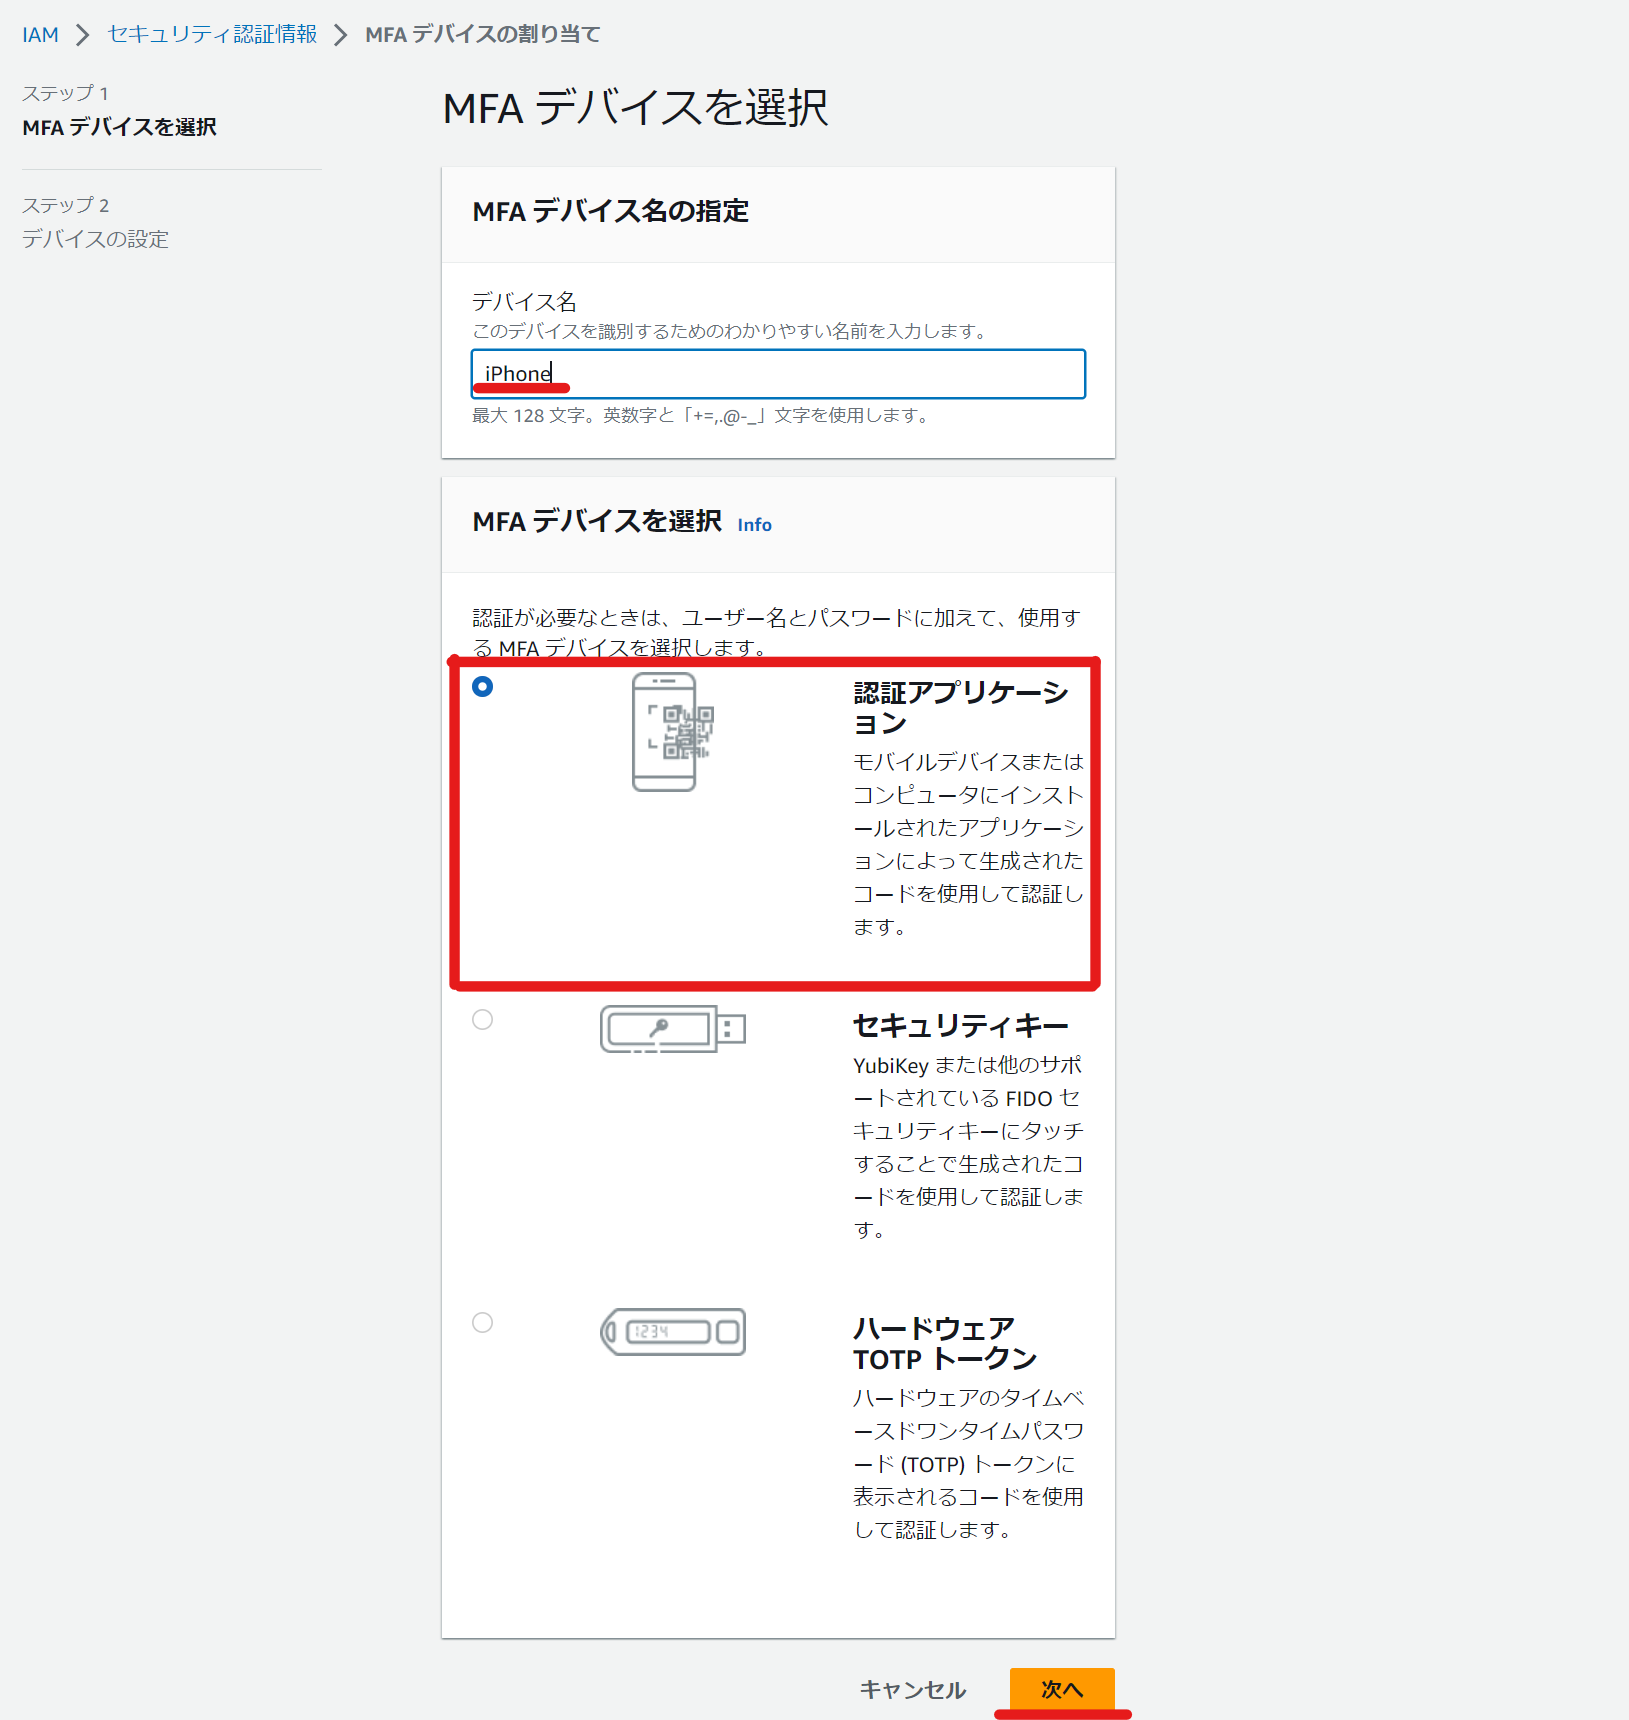 IAM > セキュリティ認証情報 > MFA デバイスの割り当て
ステップ 1
MFA デバイスを選択
ステップ 2
デバイスの設定
MFA デバイスを選択
MFA デバイス名の指定
デバイス名
このデバイスを識別するためのわかりやすい名前を入力します。
iPhone
最大 128 文字。英数字と「+=,.@-_」文字を使用します。
MFA デバイスを選択 Info
認証が必要なときは、ユーザー名とパスワードに加えて、使用す
る MFA デバイスを選択します。
認証アプリケーシ
ョン
モバイルデバイスまたは
コンピュータにインスト
ールされたアプリケーシ
ョンによって生成された
コードを使用して認証し
ます。
セキュリティキー
YubiKey または他のサポ
ートされている FIDO セ
キュリティキーにタッチ
することで生成されたコ
ードを使用して認証しま
す。
1234
ハードウェア
TOTP トークン
ハードウェアのタイムベ
ースドワンタイムパスワ
ード (TOTP) トークンに
表示されるコードを使用
して認証します。
キャンセル
次へ